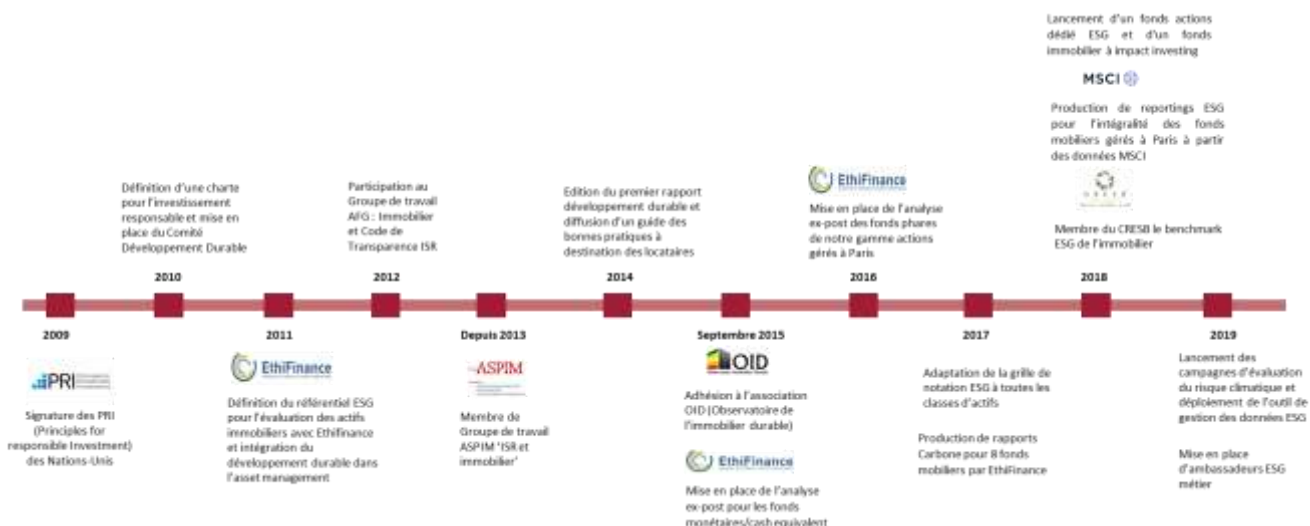 Lancement d'un fonds actions
dédié ESG et d'un fonds
immobilier à impact investing
MSCI
Production de reportings ESG
pour l'intégralité des fonds
mobiliers gérés à Paris à partir
des données MSCI
Membre du CRESB le benchmark
ESG de l'immobilier
2018
EthiFinance
Mise en place de l'analyse
ex-post des fonds phares
de notre gamme actions
gérés à Paris
2016
Edition du premier rapport
développement durable et
diffusion d'un guide des
bonnes pratiques à
destination des locataires
2014
Participation au
Groupe de travail
AFG : Immobilier
et Code de
Transparence ISR
2012
Définition d'une charte
pour l'investissement
responsable et mise en
place du Comité
Développement Durable
2010
2009
PRI
Signature des PRI
(Principles for
responsible Investment)
des Nations-Unis
2011
EthiFinance
Définition du référentiel ESG
pour l'évaluation des actifs
immobiliers avec Ethifinance
et intégration du
développement durable dans
l'asset management
Depuis 2013
ASPIM
Membre de
Groupe de travail
ASPIM 'ISR et
immobilier'
Septembre 2015
OID
Adhésion à l'association
OID (Observatoire de
l'immobilier durable)
EthiFinance
Mise en place de l'analyse
ex-post pour les fonds
monétaires/cash equivalent
2017
Adaptation de la grille de
notation ESG à toutes les
classes d'actifs
Production de rapports
Carbone pour 8 fonds
mobiliers par EthiFinance
2019
Lancement des
campagnes d'évaluation
du risque climatique et
déploiement de l'outil de
gestion des données ESG
Mise en place
d'ambassadeurs ESG
métier